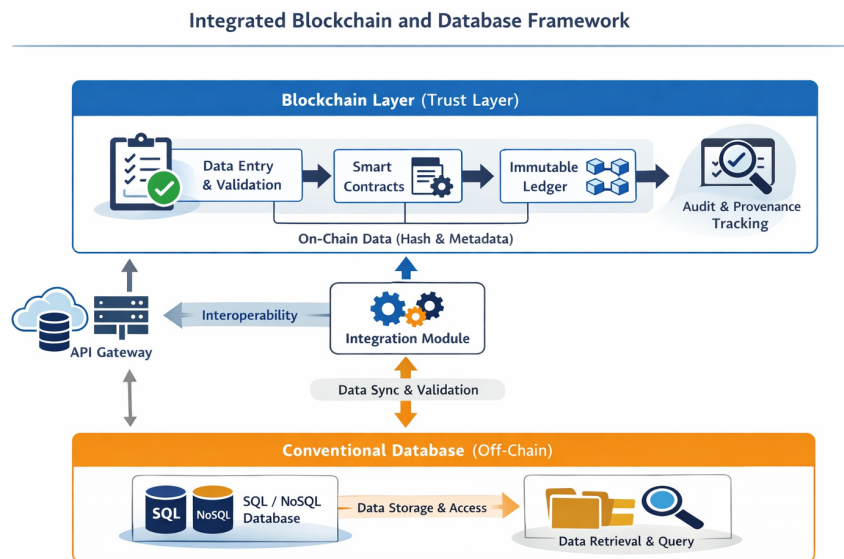 Integrated Blockchain and Database Framework
Blockchain Layer (Trust Layer)
Data Entry
& Validation
Smart
Contracts
Immutable
Ledger
Audit & Provenance
Tracking
On-Chain Data (Hash & Metadata)
Interoperability
API Gateway
Integration Module
Data Sync & Validation
Conventional Database (Off-Chain)
SQL
NoSQL
SQL / NoSQL
Database
Data Storage & Access
Data Retrieval & Query